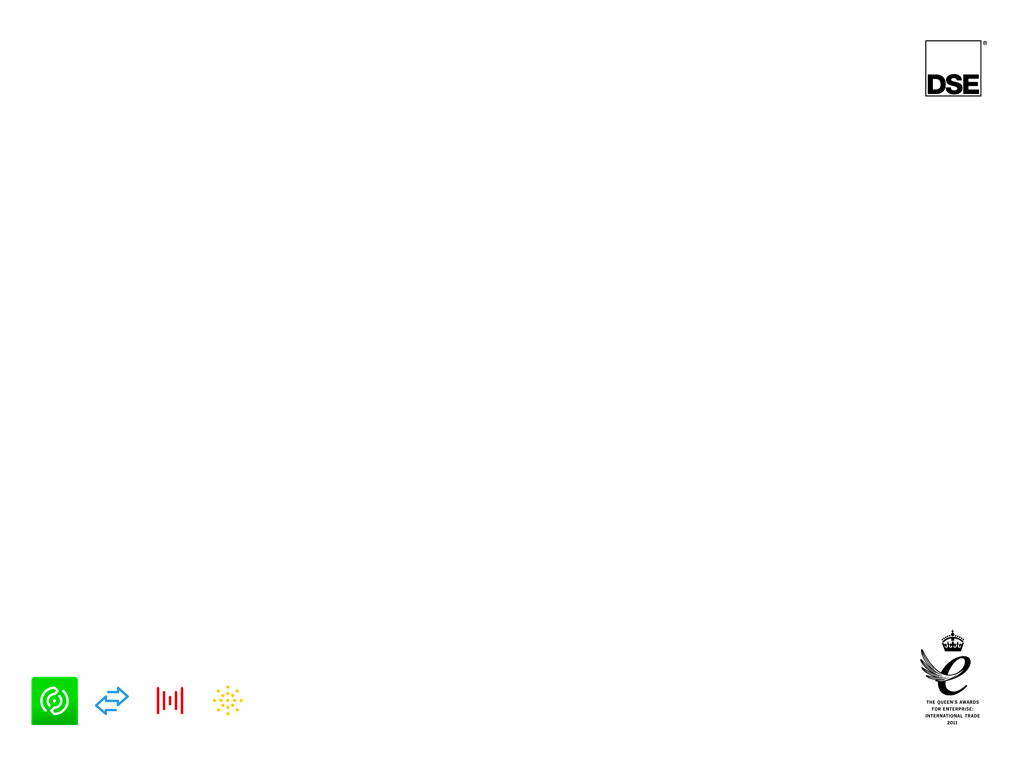 DSE®
THE QUEEN'S AWARDS
FOR ENTERPRISE:
INTERNATIONAL TRADE
2011